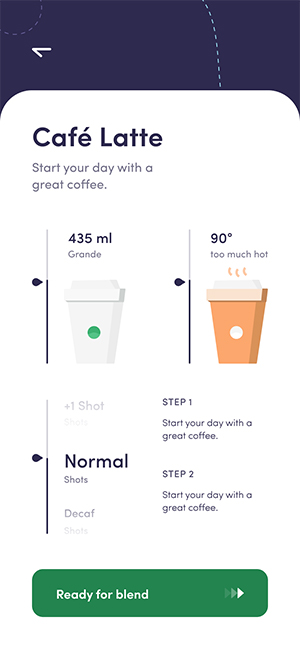 Café Latte
Start your day with a
great coffee.
435 ml
Grande
90°
too much hot
+1 Shot
Shots
Normal
Shots
Decaf
Shots
STEP 1
Start your day with a
great coffee.
STEP 2
Start your day with a
great coffee.
Ready for blend